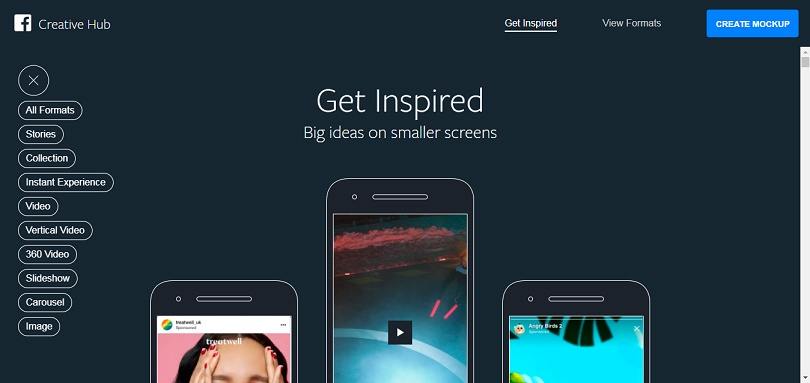 Creative Hub
Get Inspired
View Formats
CREATE MOCKUP
Get Inspired
Big ideas on smaller screens
All Formats
Stories
Collection
Instant Experience
Video
Vertical Video
360 Video
Slideshow
Carousel
Image
treatwell_uk
Sponsored
treatwell
Angry Birds 2
Sponsored